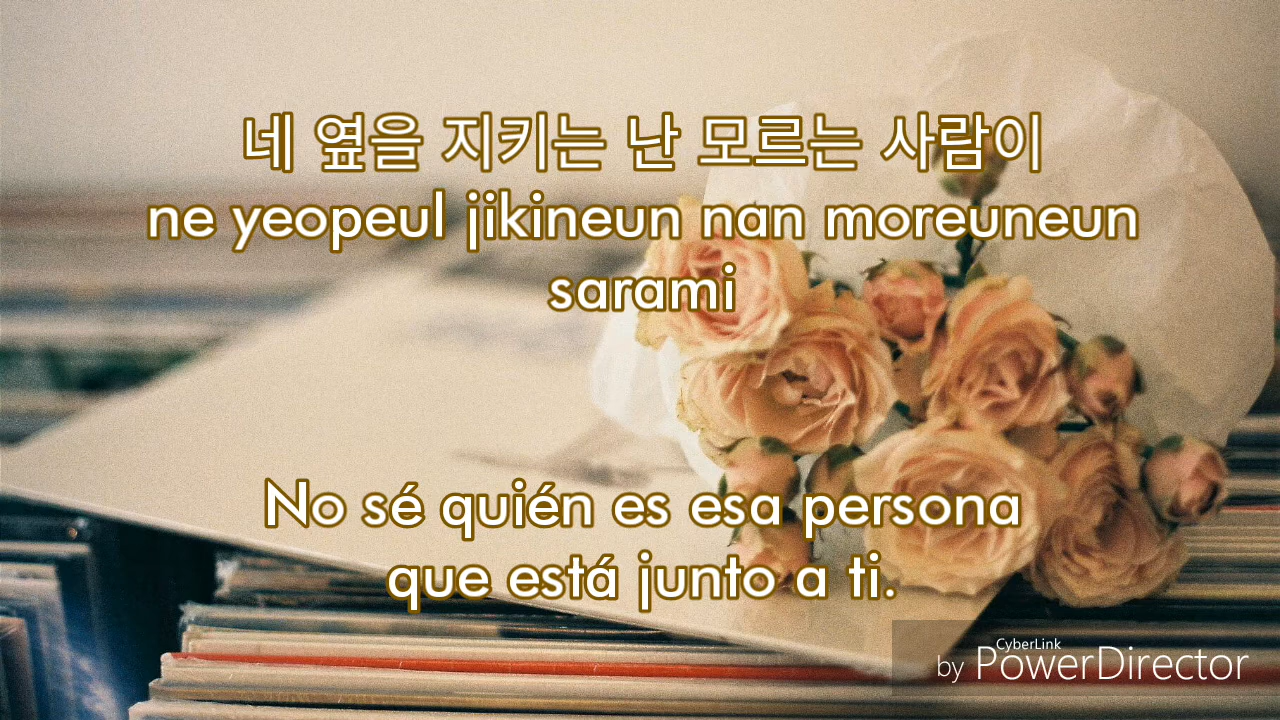 네 옆을 지키는 난 모르는 사람이
ne yeopeul jikineun nan moreuneun
sarami
No sé quién es esa persona
que está junto a ti.
CyberLink
by PowerDirector